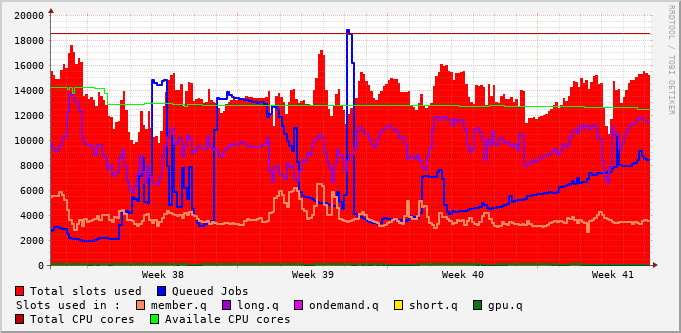 20000
18000
16000
14000
12000
10000
8000
6000
4000
2000
0
Week 38 Week 39 Week 40 Week 41
RRDTOOL / TOBI OETIKER
Total slots used Queued Jobs
Slots used in : member.q long.q ondemand.q short.q gpu.q
Total CPU cores Availale CPU cores